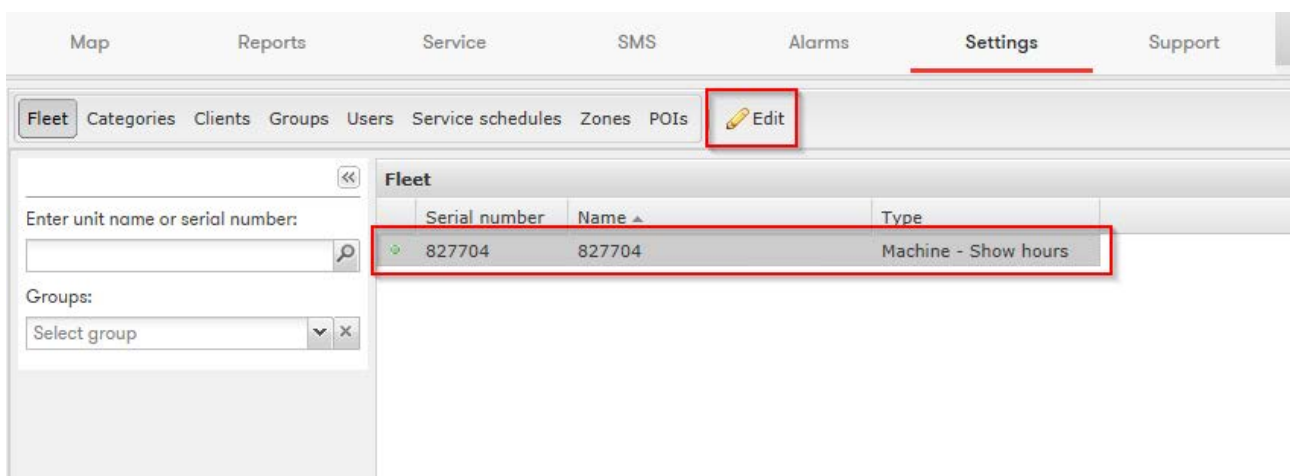 Map Reports Service SMS Alarms Settings Support
Fleet Categories Clients Groups Users Service schedules Zones POIs Edit
Fleet
Enter unit name or serial number:
Serial number Name Type
827704 827704 Machine - Show hours
Groups:
Select group